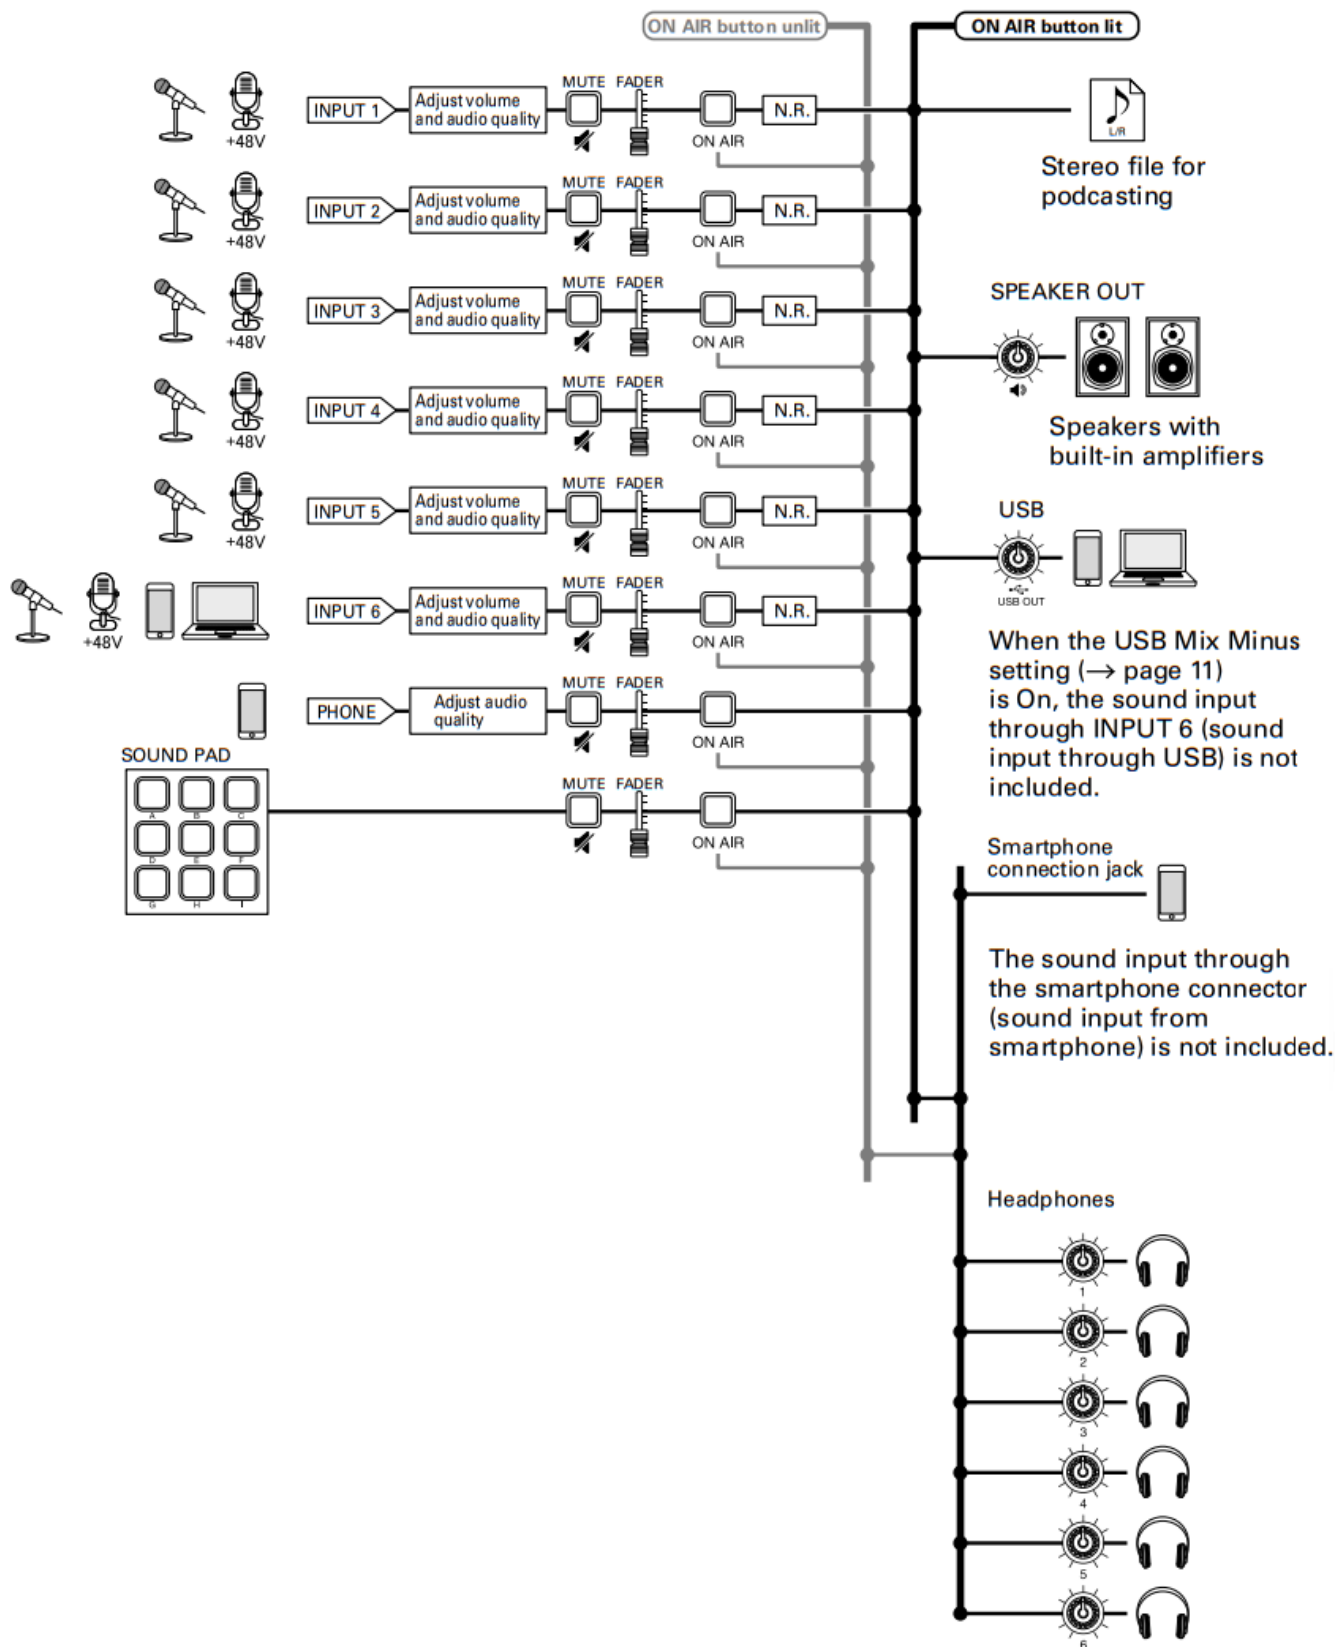 ON AIR button unlit
ON AIR button lit
MUTE FADER
INPUT 1
Adjust volume
and audio quality
N.R.
+48V
ON AIR
L/R
Stereo file for
podcasting
MUTE FADER
INPUT 2
Adjust volume
and audio quality
N.R.
+48V
ON AIR
MUTE FADER
INPUT 3
Adjust volume
and audio quality
N.R.
+48V
ON AIR
SPEAKER OUT
Speakers with
built-in amplifiers
MUTE FADER
INPUT 4
Adjust volume
and audio quality
N.R.
+48V
ON AIR
MUTE FADER
INPUT 5
Adjust volume
and audio quality
N.R.
+48V
ON AIR
USB
USB OUT
When the USB Mix Minus
setting (→ page 11)
is On, the sound input
through INPUT 6 (sound
input through USB) is not
included.
MUTE FADER
INPUT 6
Adjust volume
and audio quality
N.R.
+48V
ON AIR
MUTE FADER
PHONE
Adjust audio
quality
ON AIR
SOUND PAD
A B C
D E F
G H I
MUTE FADER
ON AIR
Smartphone
connection jack
The sound input through
the smartphone connector
(sound input from
smartphone) is not included.
Headphones
1
2
3
4
5
6